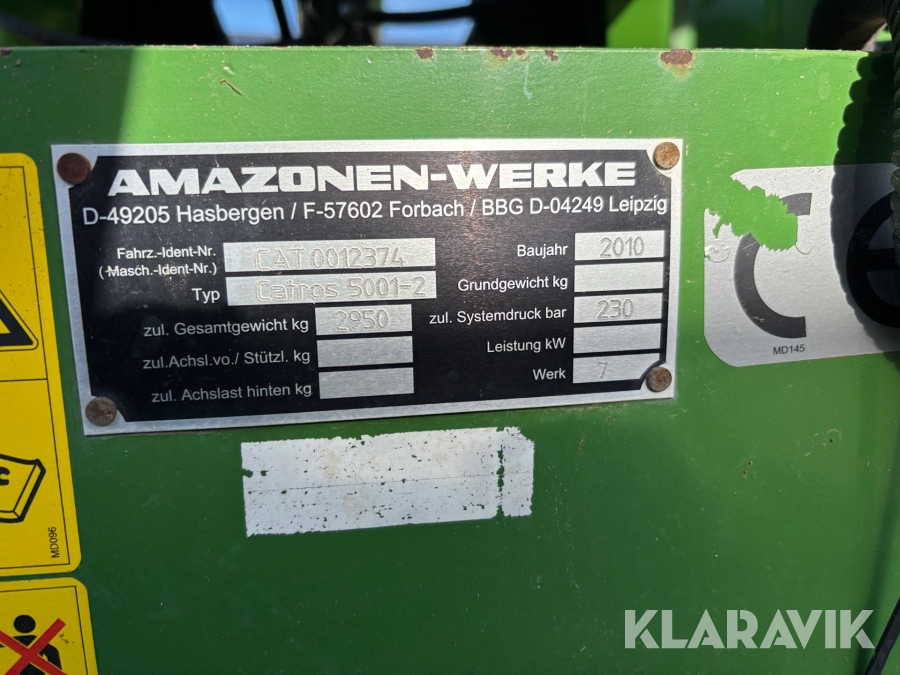 AMAZONEN-WERKE
D-49205 Hasbergen / F-57602 Forbach / BBG D-04249 Leipzig
Fahrz.-Ident-Nr.
(Masch.-Ident-Nr.) CAT 0012374
Typ Catros 5001-2
zul. Gesamtgewicht kg 2950
zul.Achsl.vo./ Stützl. kg
zul. Achslast hinten kg
Baujahr 2010
Grundgewicht kg
zul. Systemdruck bar 230
Leistung kW
Werk 7
MD145
MD096
KLARAVIK